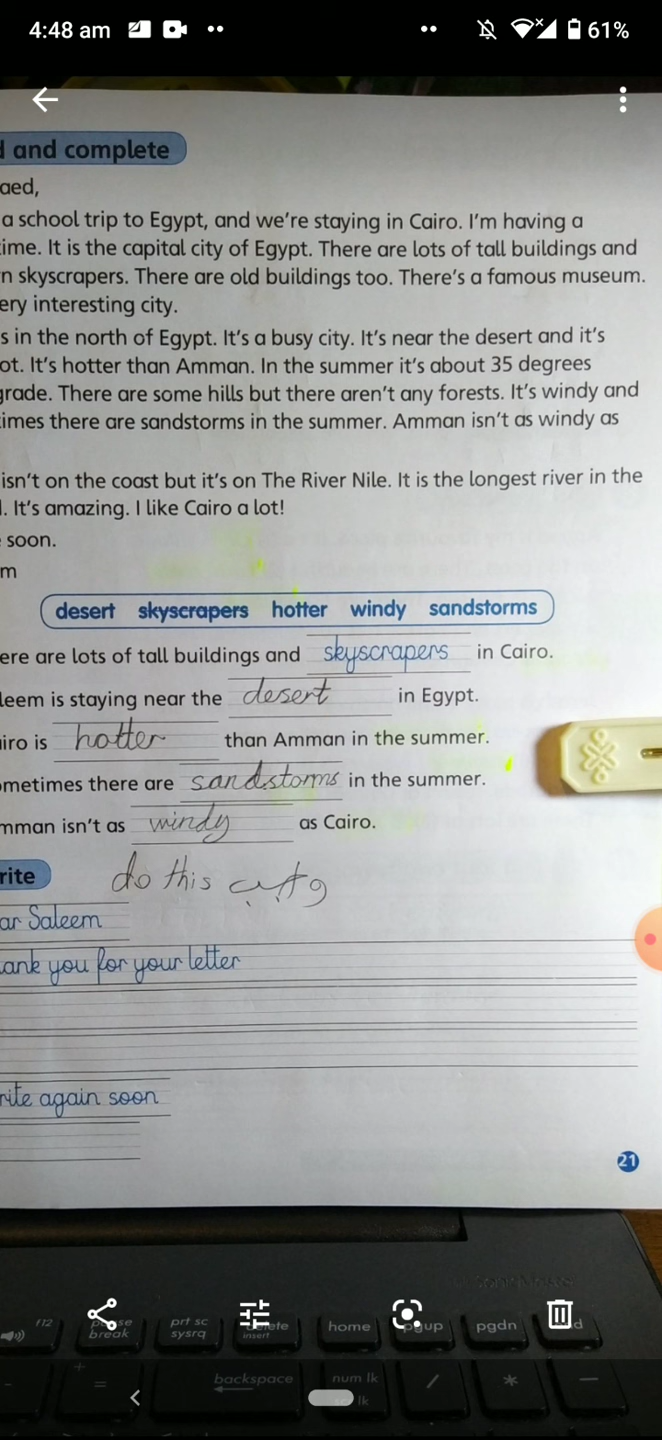 4:48 am
61%
d and complete
aed,
a school trip to Egypt, and we're staying in Cairo. I'm having a
ime. It is the capital city of Egypt. There are lots of tall buildings and
n skyscrapers. There are old buildings too. There's a famous museum.
ery interesting city.
s in the north of Egypt. It's a busy city. It's near the desert and it's
ot. It's hotter than Amman. In the summer it's about 35 degrees
grade. There are some hills but there aren't any forests. It's windy and
imes there are sandstorms in the summer. Amman isn't as windy as
isn't on the coast but it's on The River Nile. It is the longest river in the
. It's amazing. I like Cairo a lot!
e soon.
m
desert skyscrapers hotter windy sandstorms
ere are lots of tall buildings and skyscrapers in Cairo.
leem is staying near the desert in Egypt.
iro is hotter than Amman in the summer.
ometimes there are sandstorms in the summer.
mman isn't as windy as Cairo.
rite
do this واجب
ar Saleem
ank you for your letter
rite again soon
21
f12
break
prt sc
sysrq
insert
home
pgup
pgdn
backspace
num lk
lk